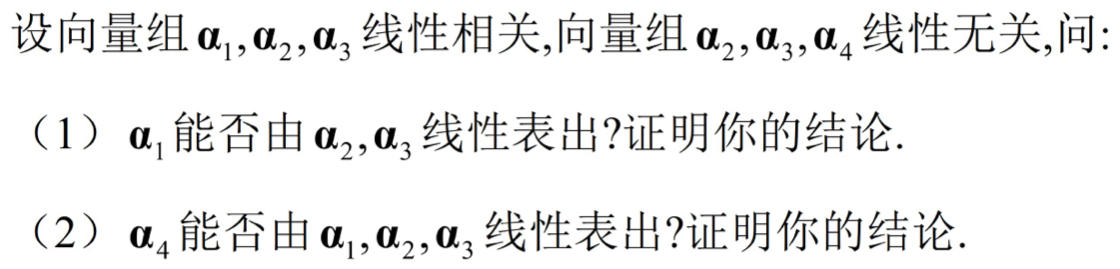 设向量组α₁,α₂,α₃线性相关,向量组α₂,α₃,α₄线性无关,问:
（1） α₁能否由α₂,α₃线性表出?证明你的结论.
（2） α₄能否由α₁,α₂,α₃线性表出?证明你的结论.